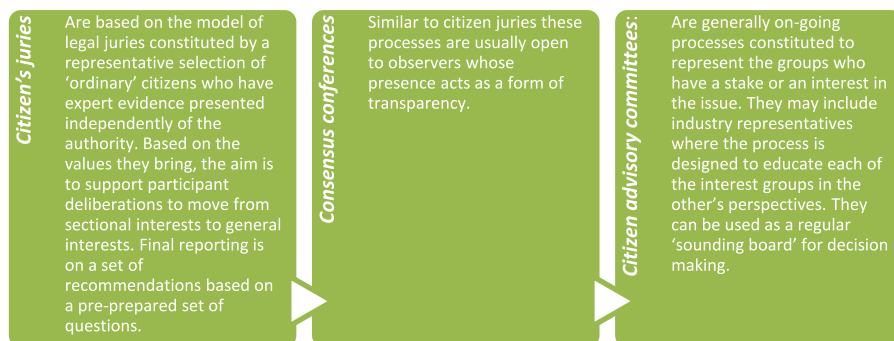 Citizen's juries
Are based on the model of
legal juries constituted by a
representative selection of
‘ordinary’ citizens who have
expert evidence presented
independently of the
authority. Based on the
values they bring, the aim is
to support participant
deliberations to move from
sectional interests to general
interests. Final reporting is
on a set of
recommendations based on
a pre-prepared set of
questions.
Consensus conferences
Similar to citizen juries these
processes are usually open
to observers whose
presence acts as a form of
transparency.
Citizen advisory committees:
Are generally on-going
processes constituted to
represent the groups who
have a stake or an interest in
the issue. They may include
industry representatives
where the process is
designed to educate each of
the interest groups in the
other’s perspectives. They
can be used as a regular
‘sounding board’ for decision
making.